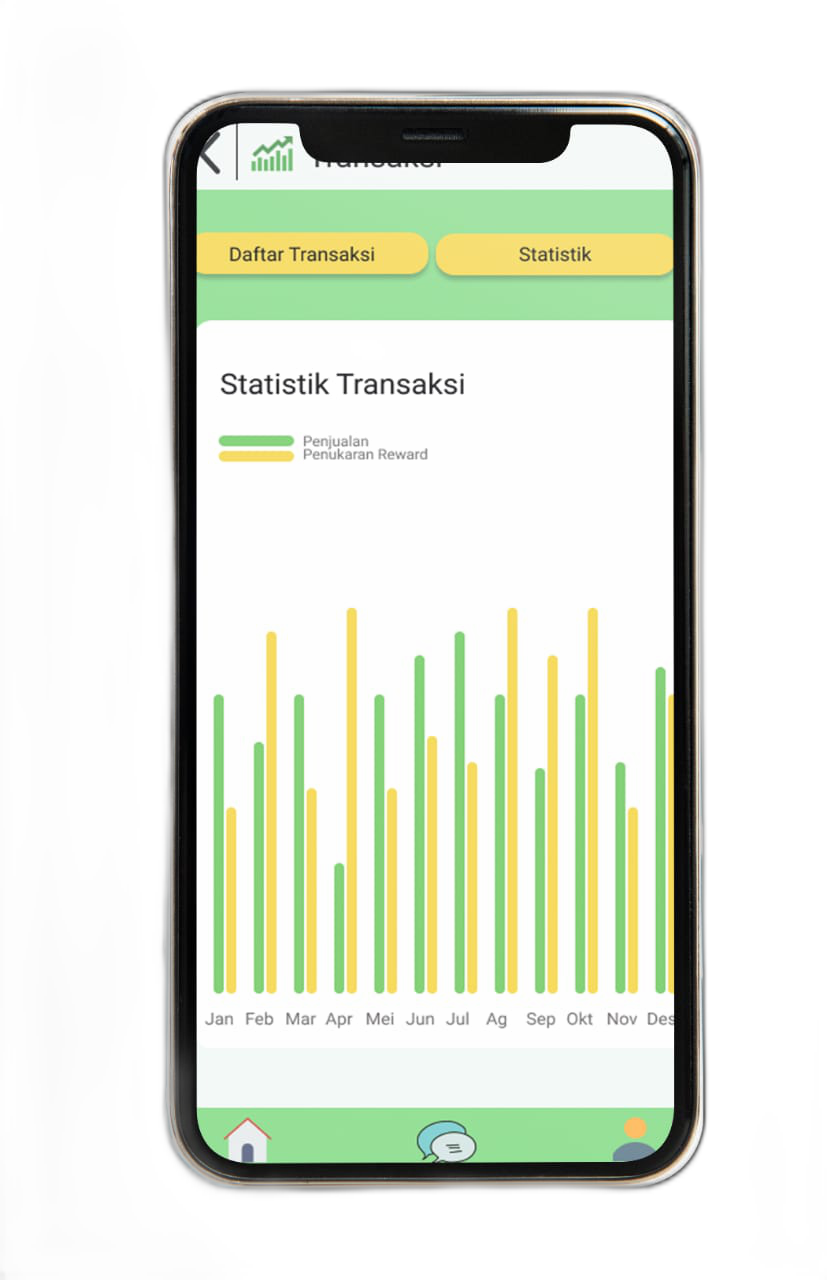 Transaksi
Daftar Transaksi Statistik
Statistik Transaksi
Penjualan
Penukaran Reward
Jan Feb Mar Apr Mei Jun Jul Ag Sep Okt Nov Des